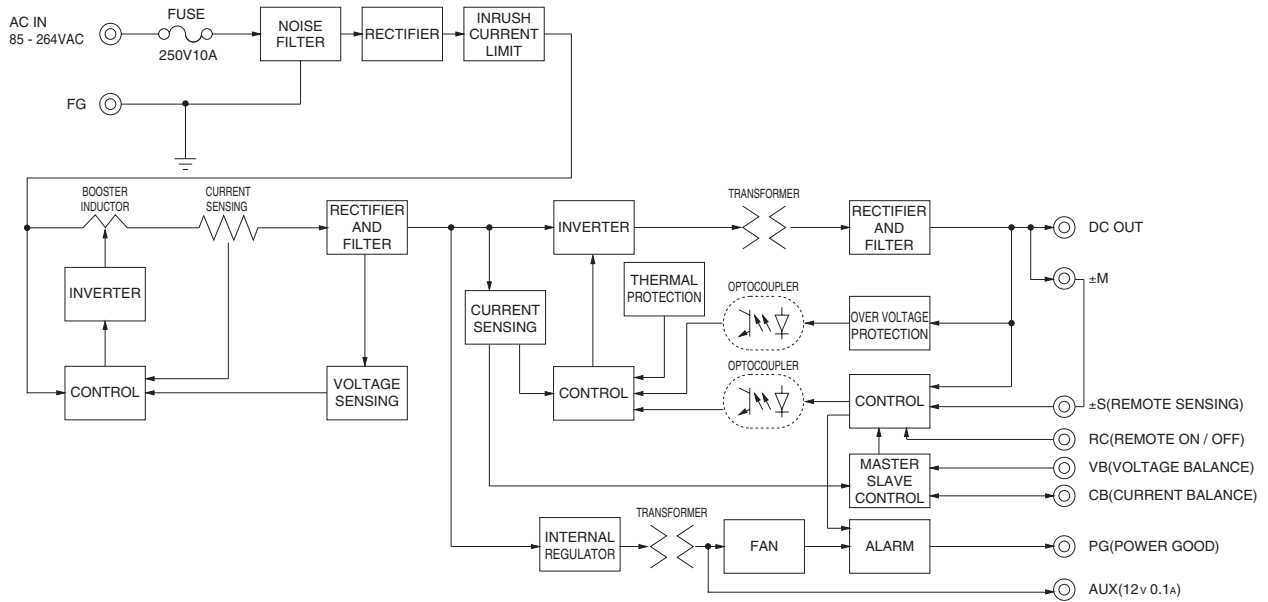 AC IN
85 - 264VAC
FUSE
250V10A
NOISE
FILTER
RECTIFIER
INRUSH
CURRENT
LIMIT
FG
BOOSTER
INDUCTOR
CURRENT
SENSING
RECTIFIER
AND
FILTER
INVERTER
TRANSFORMER
RECTIFIER
AND
FILTER
DC OUT
±M
INVERTER
CURRENT
SENSING
THERMAL
PROTECTION
OPTOCOUPLER
OVER VOLTAGE
PROTECTION
CONTROL
VOLTAGE
SENSING
CONTROL
OPTOCOUPLER
CONTROL
±S(REMOTE SENSING)
RC(REMOTE ON / OFF)
MASTER
SLAVE
CONTROL
VB(VOLTAGE BALANCE)
CB(CURRENT BALANCE)
INTERNAL
REGULATOR
TRANSFORMER
FAN
ALARM
PG(POWER GOOD)
AUX(12V 0.1A)